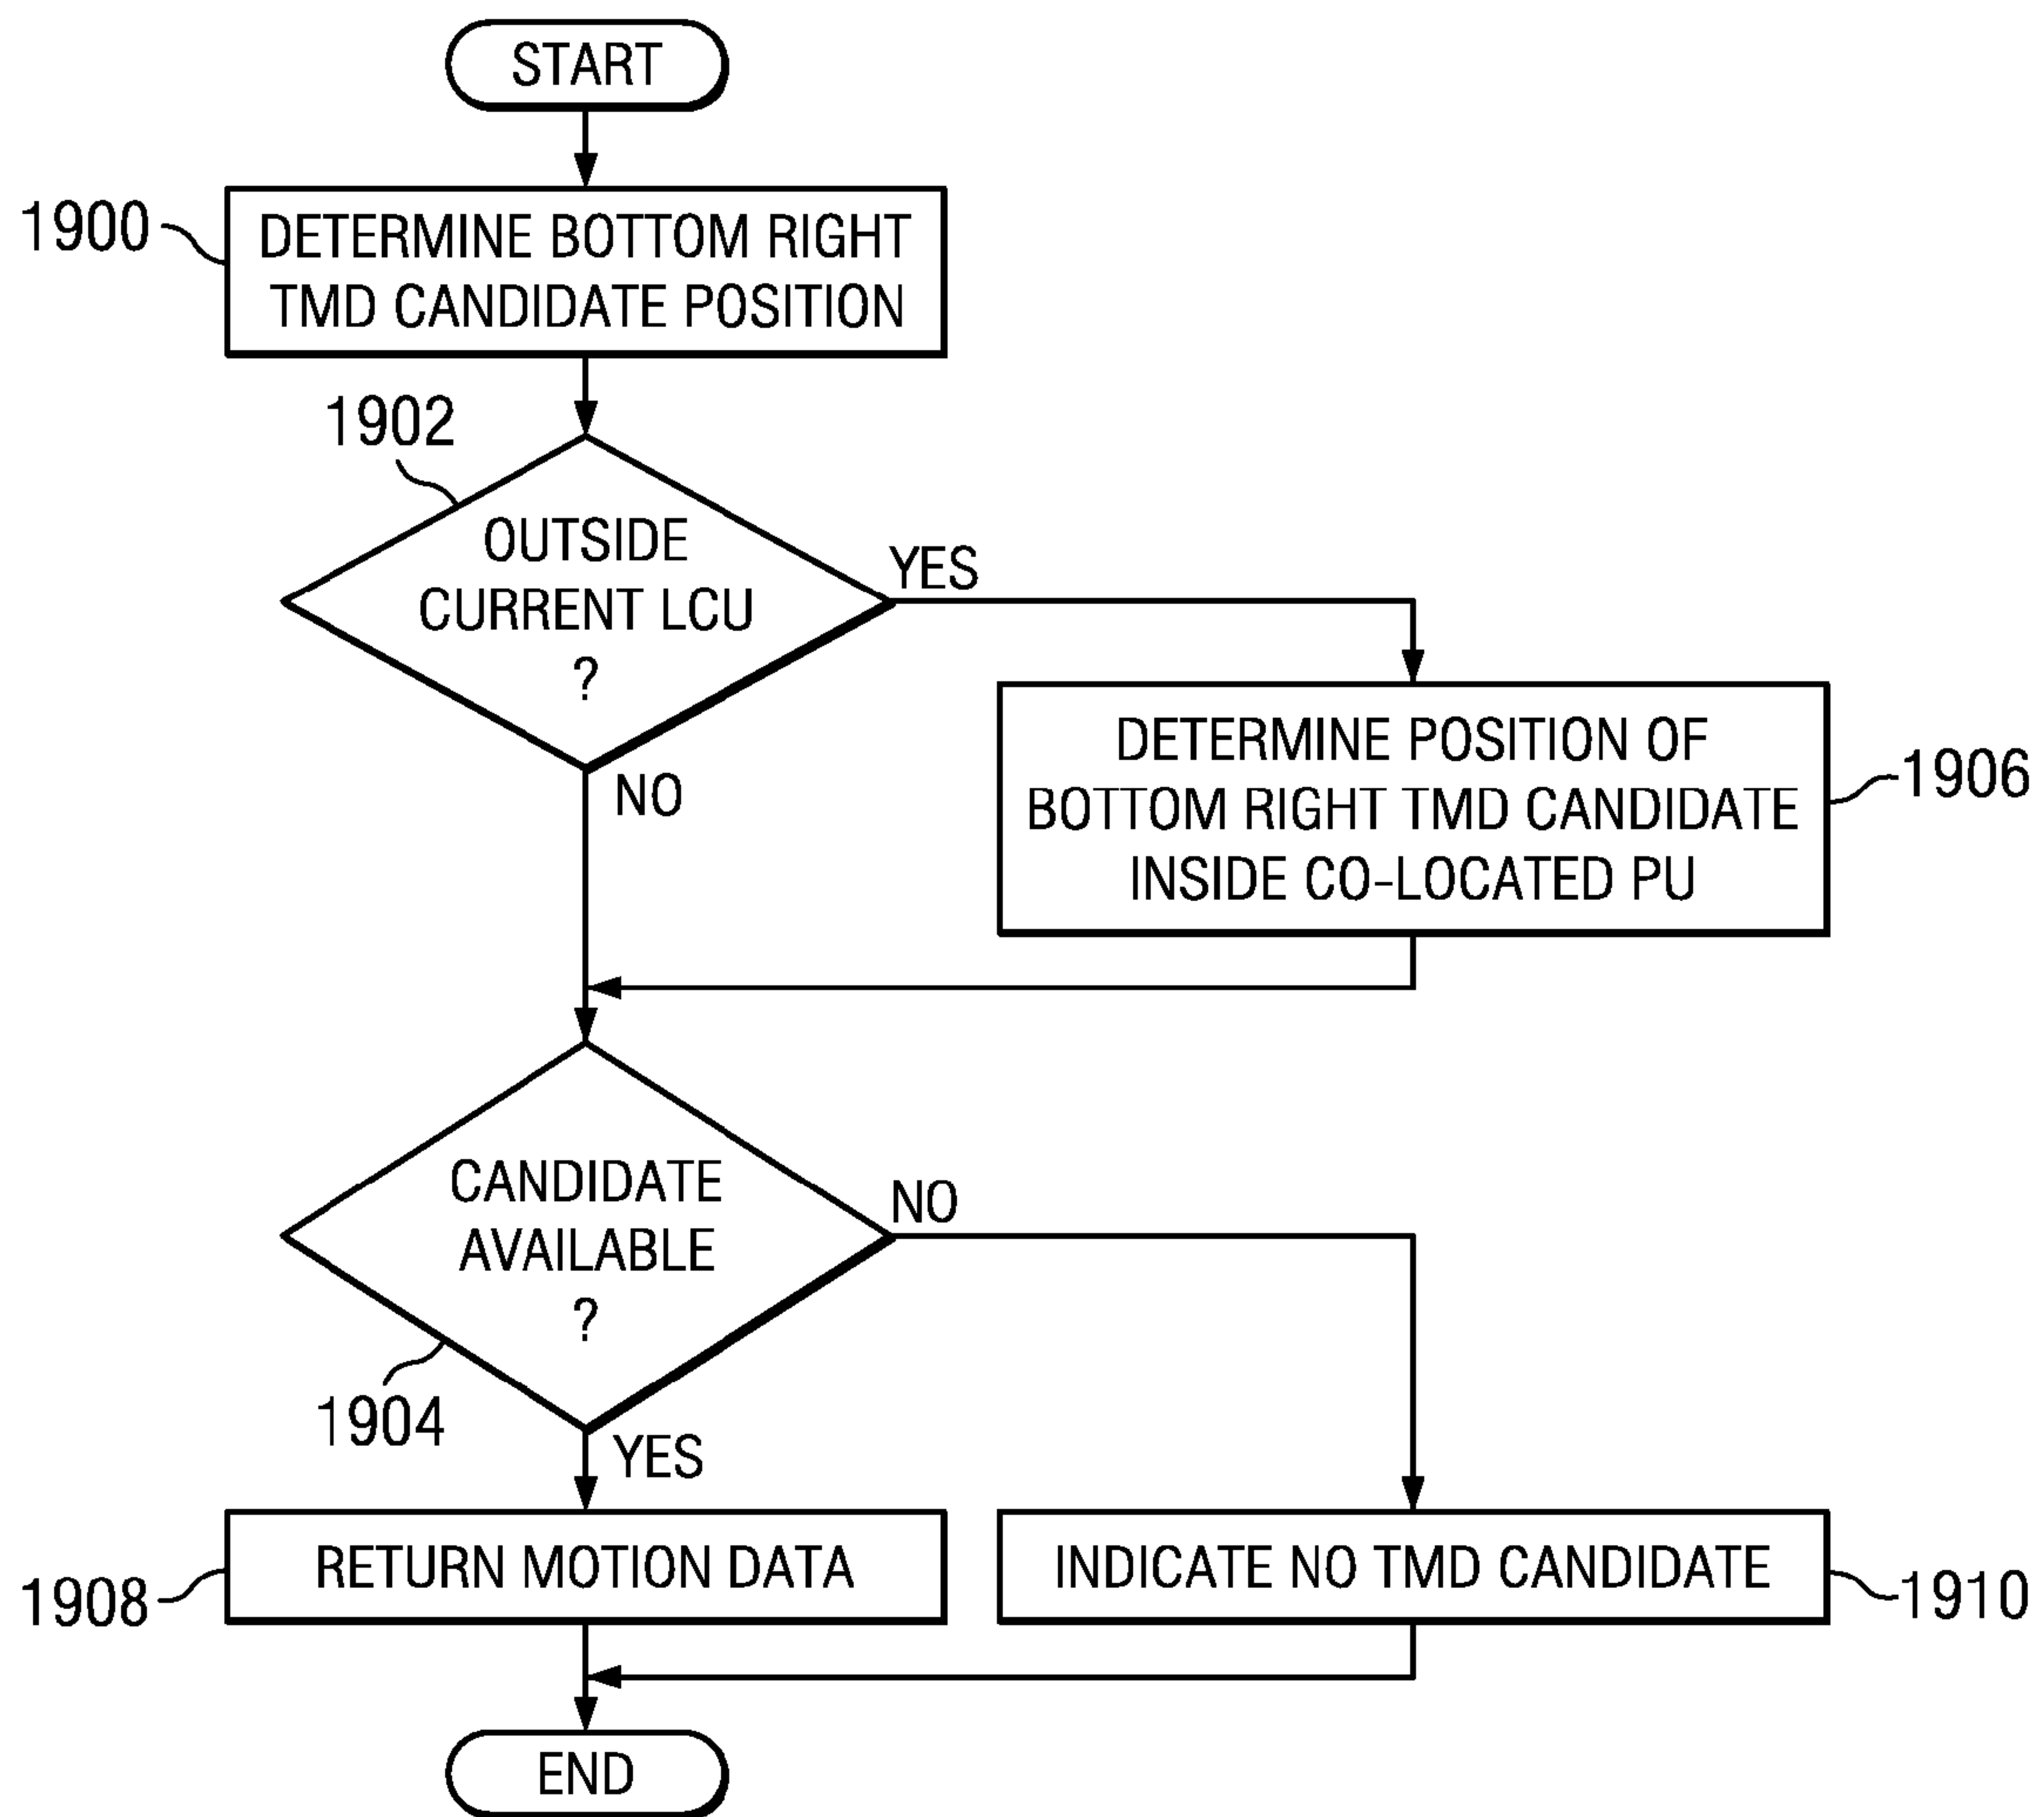 START
1900
DETERMINE BOTTOM RIGHT
TMD CANDIDATE POSITION
1902
OUTSIDE
CURRENT LCU
?
YES
NO
DETERMINE POSITION OF
BOTTOM RIGHT TMD CANDIDATE
INSIDE CO-LOCATED PU
1906
CANDIDATE
AVAILABLE
?
NO
1904
YES
RETURN MOTION DATA
1908
INDICATE NO TMD CANDIDATE
1910
END